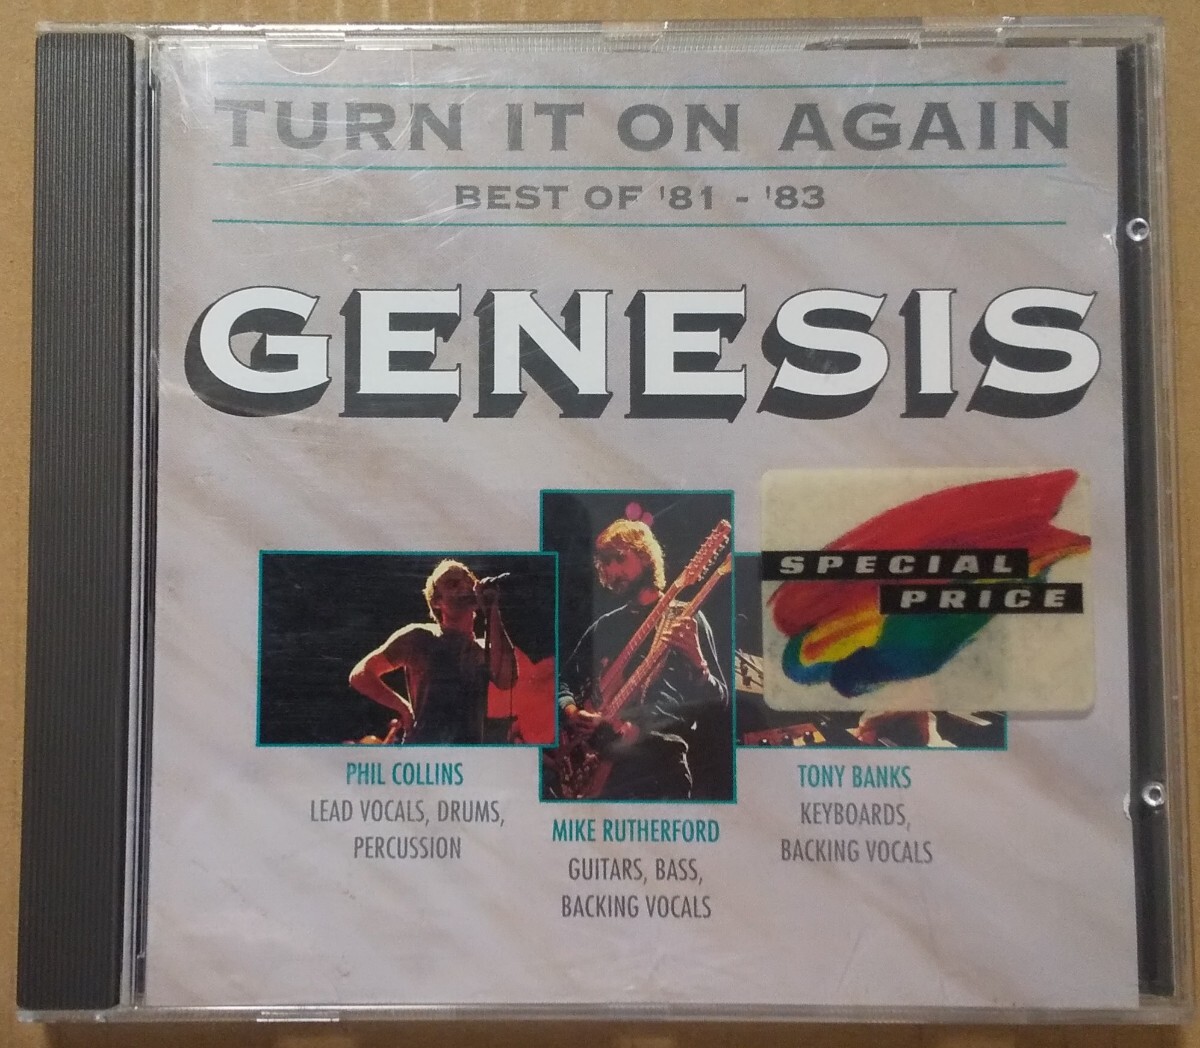 TURN IT ON AGAIN
BEST OF '81 - '83
GENESIS
SPECIAL
PRICE
PHIL COLLINS
LEAD VOCALS, DRUMS,
PERCUSSION
MIKE RUTHERFORD
GUITARS, BASS,
BACKING VOCALS
TONY BANKS
KEYBOARDS,
BACKING VOCALS